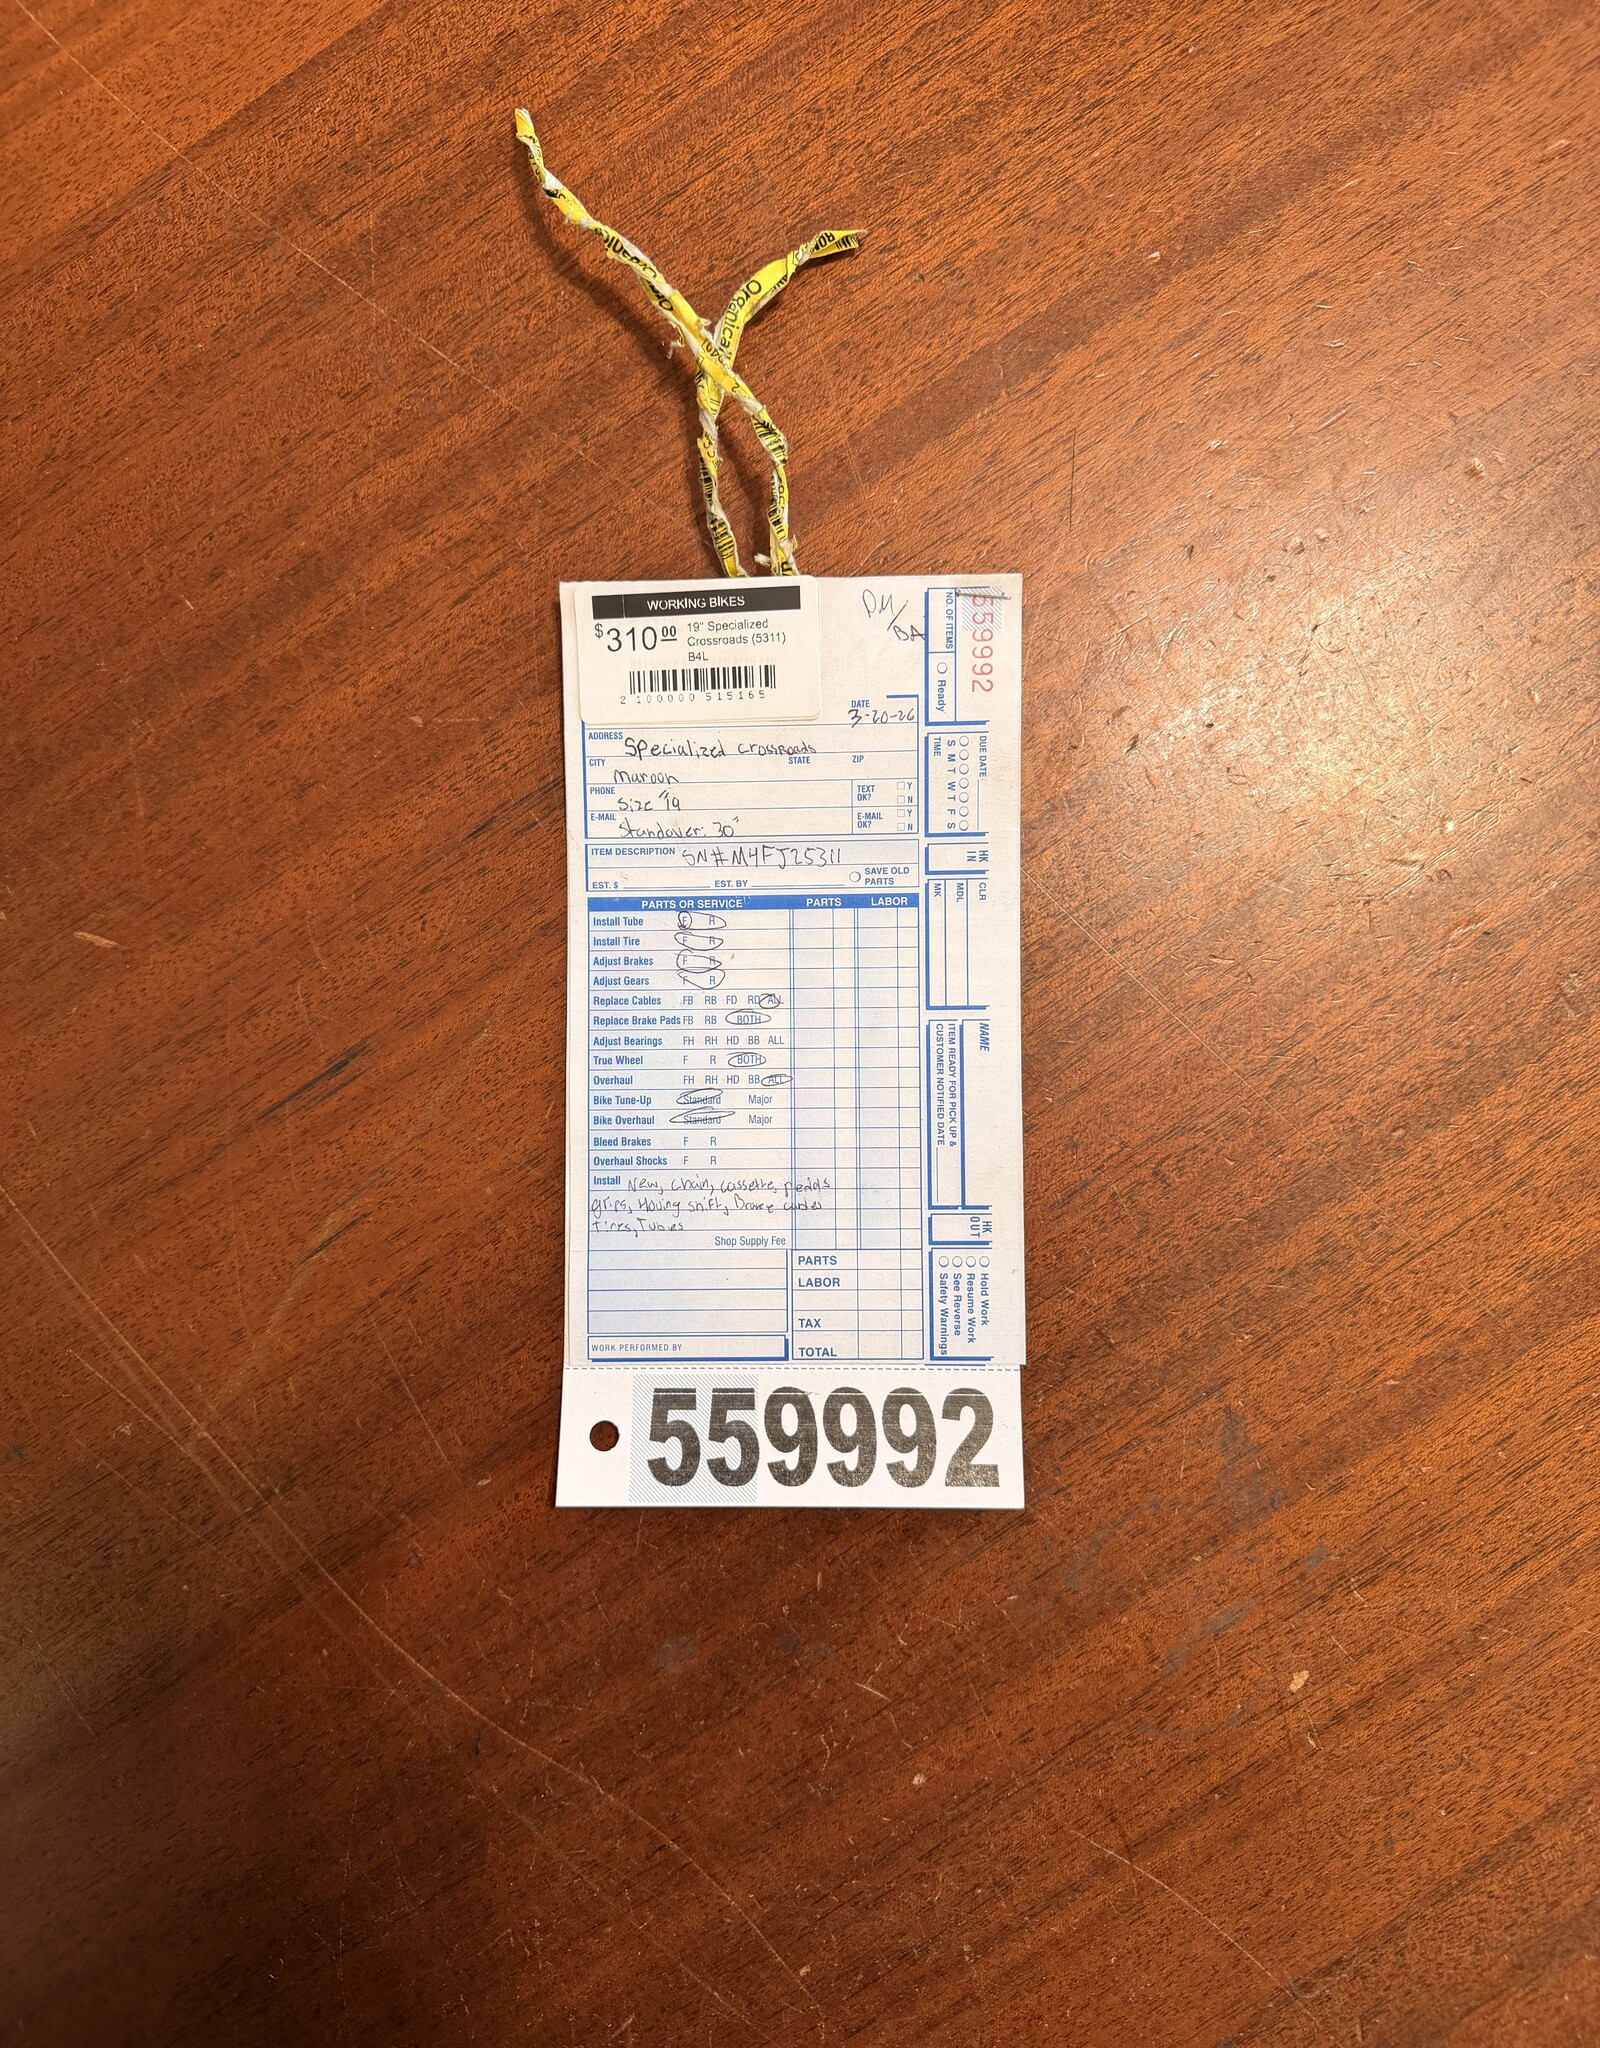 WORKING BIKES
$310.00 19" Specialized
Crossroads (5311)
B4L
2 100000 515165
DM/
BA
DATE
3-20-26
ADDRESS Specialized Crossroads
CITY STATE ZIP
Maroon
PHONE Size "19
TEXT OK? Y N
E-MAIL Standover: 30"
E-MAIL OK? Y N
ITEM DESCRIPTION SN#M4FJ25311
EST. $ EST. BY SAVE OLD PARTS
PARTS OR SERVICE PARTS LABOR
Install Tube F R
Install Tire F R
Adjust Brakes F R
Adjust Gears F R
Replace Cables FB RB FD RD ALL
Replace Brake Pads FB RB BOTH
Adjust Bearings FH RH HD BB ALL
True Wheel F R BOTH
Overhaul FH RH HD BB ALL
Bike Tune-Up Standard Major
Bike Overhaul Standard Major
Bleed Brakes F R
Overhaul Shocks F R
Install New, chain, cassette, pedals
grips, Housing shift,
tires, Tubes
Shop Supply Fee
PARTS
LABOR
TAX
WORK PERFORMED BY
TOTAL
559992
NO. OF ITEMS
Ready
DUE DATE
S M T W T F S
TIME
HK IN
CLR
MDL
MK
NAME
ITEM READY FOR PICK UP &
CUSTOMER NOTIFIED DATE
HK OUT
Hold Work
Resume Work
See Reverse
Safety Warnings
559992
Organical